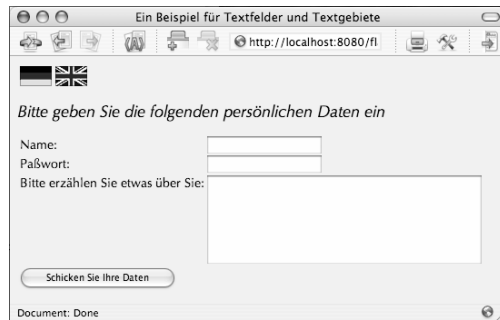 Ein Beispiel für Textfelder und Textgebiete
http://localhost:8080/fl
Bitte geben Sie die folgenden persönlichen Daten ein
Name:
Paßwort:
Bitte erzählen Sie etwas über Sie:
Schicken Sie Ihre Daten
Document: Done